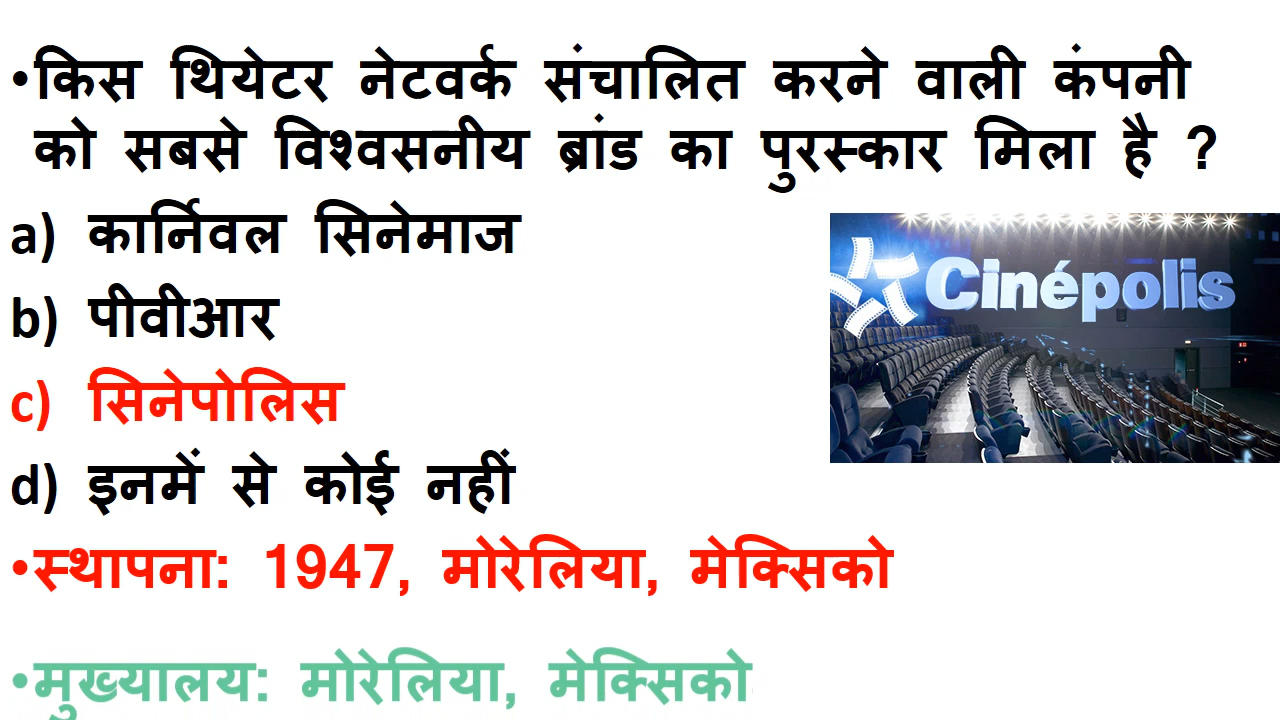 •किस थियेटर नेटवर्क संचालित करने वाली कंपनी
को सबसे विश्वसनीय ब्रांड का पुरस्कार मिला है ?
a) कार्निवल सिनेमाज
b) पीवीआर
Cinépolis
c) सिनेपोलिस
d) इनमें से कोई नहीं
•स्थापना: 1947, मोरेलिया, मेक्सिको
•मुख्यालय: मोरेलिया, मेक्सिको